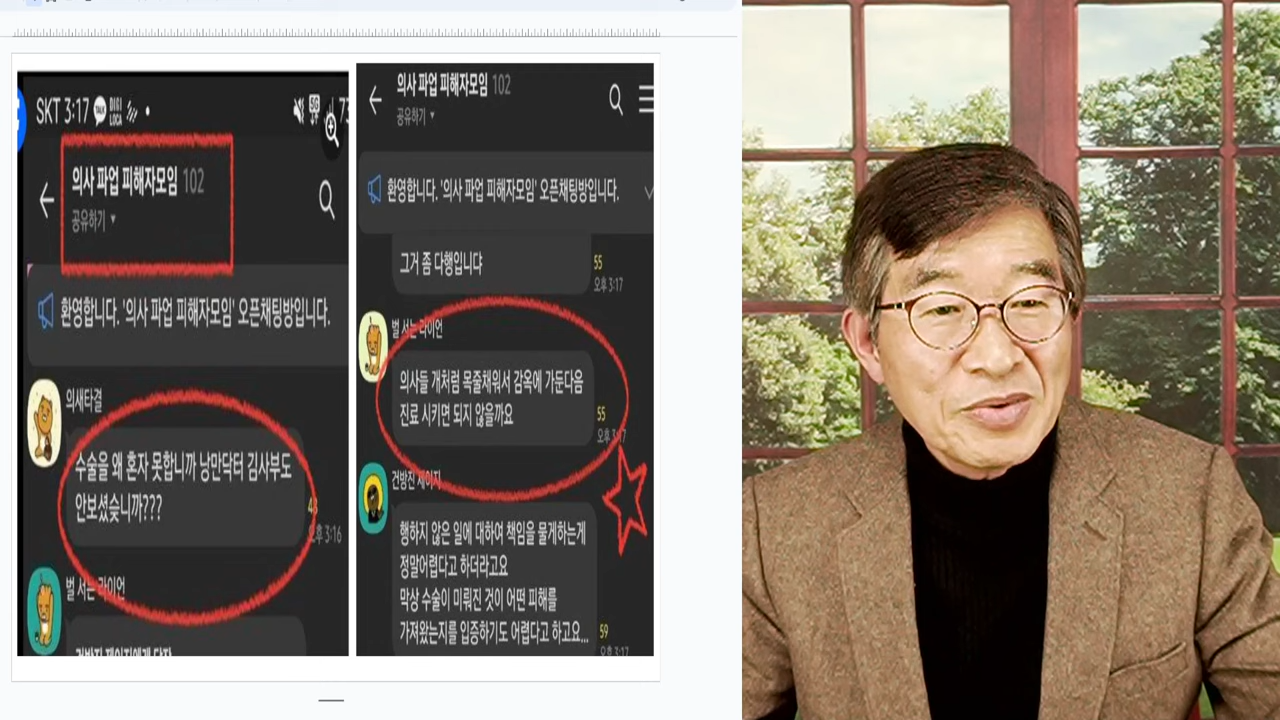 SKT 3:17
의사 파업 피해자모임 102
공유하기
환영합니다. '의사 파업 피해자모임' 오픈채팅방입니다.
의새타결
수술을 왜 혼자 못합니까 낭만닥터 김사부도
안보셨슺니까???
오후 3:16
벌 서는 라이언
의사 파업 피해자모임 102
공유하기
환영합니다. '의사 파업 피해자모임' 오픈채팅방입니다.
그거 좀 다행입니댜
55
오후 3:17
벌 서는 라이언
의사들 개처럼 목줄채워서 감옥에 가둔다음
진료 시키면 되지 않을까요
55
오후 3:17
건방진 제이지
행하지 않은 일에 대하여 책임을 물게하는게
정말어렵다고 하더라고요
막상 수술이 미뤄진 것이 어떤 피해를
가져왔는지를 입증하기도 어렵다고 하고요...
59
오후 3:17